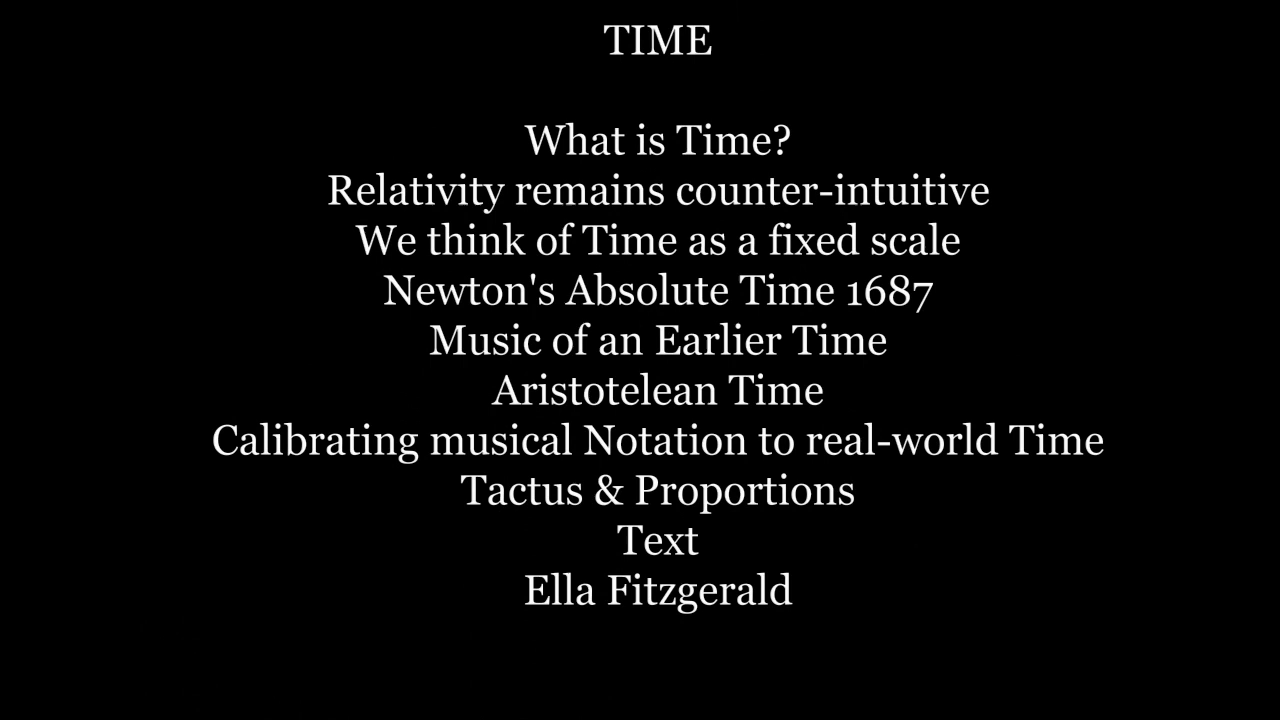 TIME
What is Time?
Relativity remains counter-intuitive
We think of Time as a fixed scale
Newton's Absolute Time 1687
Music of an Earlier Time
Aristotelean Time
Calibrating musical Notation to real-world Time
Tactus & Proportions
Text
Ella Fitzgerald